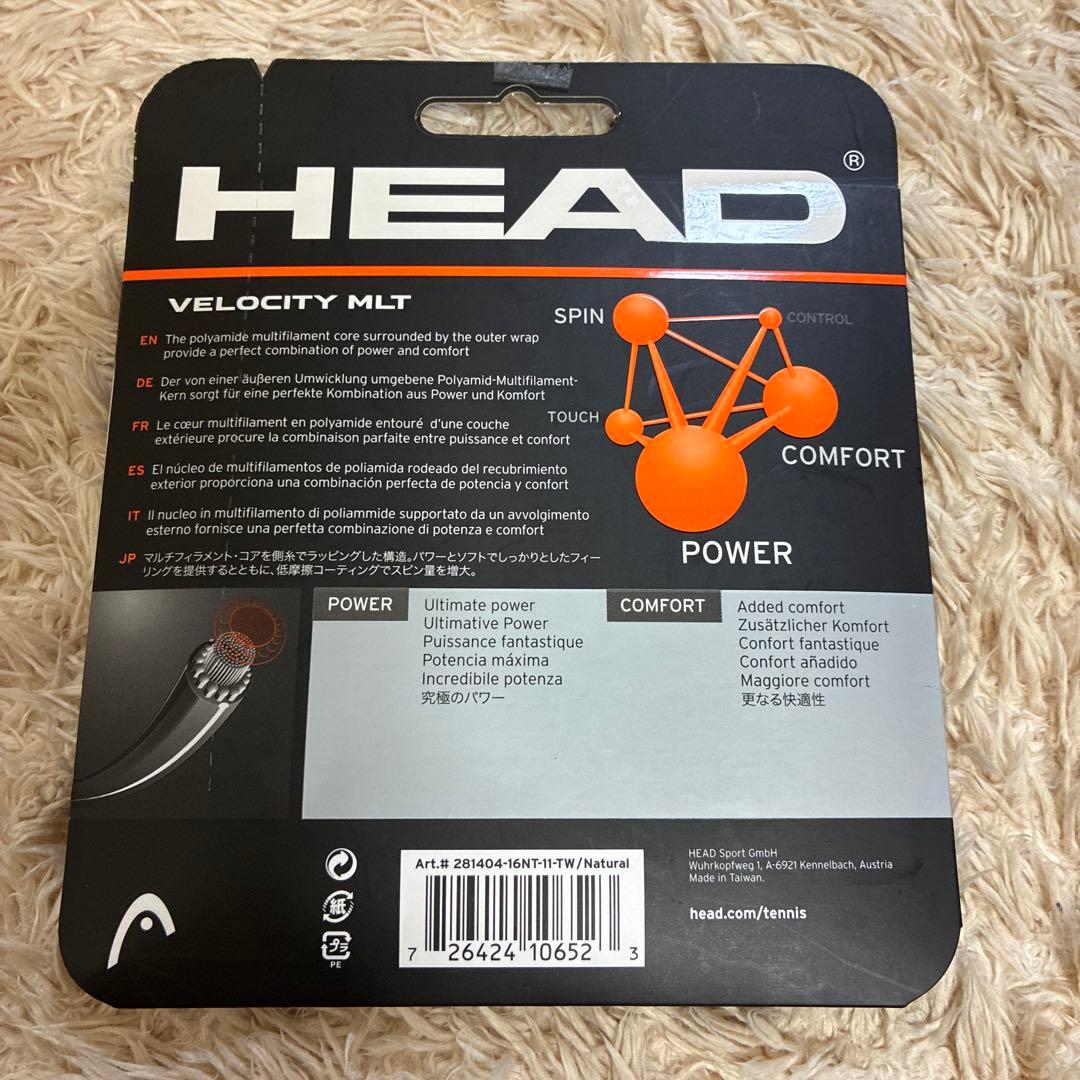 HEAD®
VELOCITY MLT
EN The polyamide multifilament core surrounded by the outer wrap
provide a perfect combination of power and comfort
DE Der von einer äußeren Umwicklung umgebene Polyamid-Multifilament-
Kern sorgt für eine perfekte Kombination aus Power und Komfort
FR Le cœur multifilament en polyamide entouré d'une couche
extérieure procure la combinaison parfaite entre puissance et confort
ES El núcleo de multifilamentos de poliamida rodeado del recubrimiento
exterior proporciona una combinación perfecta de potencia y confort
IT Il nucleo in multifilamento di poliammide supportato da un avvolgimento
esterno fornisce una perfetta combinazione di potenza e comfort
JP マルチフィラメント・コアを側糸でラッピングした構造。パワーとソフトでしっかりとしたフィー
リングを提供するとともに、低摩擦コーティングでスピン量を増大。
SPIN
CONTROL
TOUCH
COMFORT
POWER
POWER
Ultimate power
Ultimative Power
Puissance fantastique
Potencia máxima
Incredibile potenza
究極のパワー
COMFORT
Added comfort
Zusätzlicher Komfort
Confort fantastique
Confort añadido
Maggiore comfort
更なる快適性
紙
プラ
PE
Art.# 281404-16NT-11-TW/Natural
7 26424 10652 3
HEAD Sport GmbH
Wuhrkopfweg 1, A-6921 Kennelbach, Austria
Made in Taiwan.
head.com/tennis